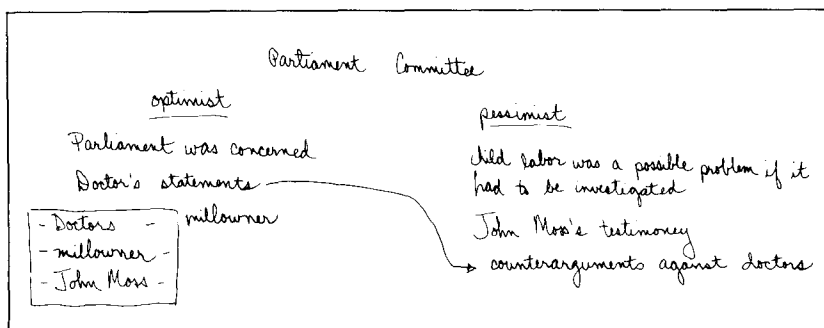 Parliament Committee
optimist
Parliament was concerned
Doctor's statements
millowner
- Doctors -
- millowner -
- John Moss -
pessimist
child labor was a possible problem if it
had to be investigated
John Moss's testimoney
counterarguments against doctors